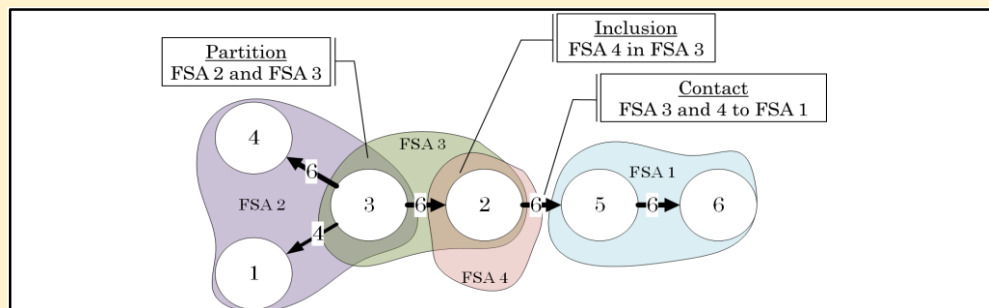 Partition
FSA 2 and FSA 3
Inclusion
FSA 4 in FSA 3
Contact
FSA 3 and 4 to FSA 1
4
FSA 3
6
FSA 1
FSA 2
3
6
2
6
5
6
6
4
1
FSA 4